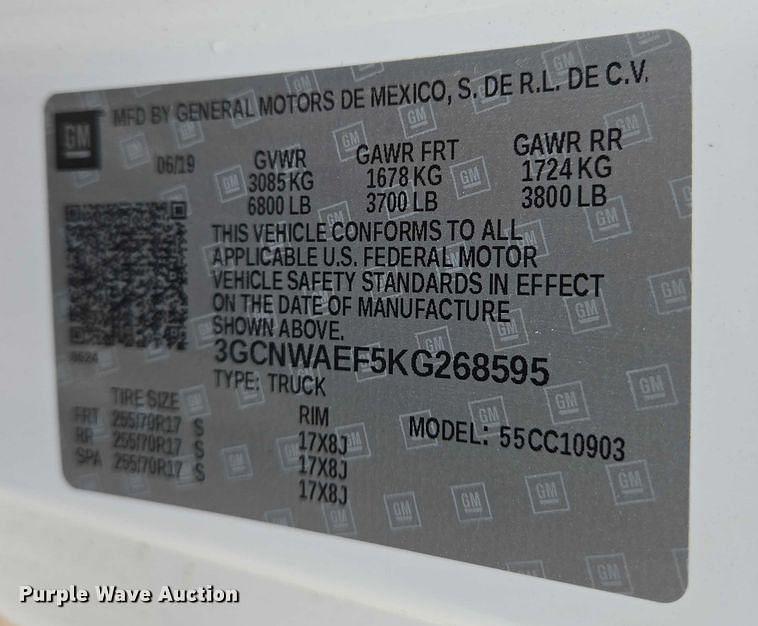 GM
MFD BY GENERAL MOTORS DE MEXICO, S. DE R.L. DE C.V.
06/19 GVWR GAWR FRT GAWR RR
3085 KG 1678 KG 1724 KG
6800 LB 3700 LB 3800 LB
THIS VEHICLE CONFORMS TO ALL
APPLICABLE U.S. FEDERAL MOTOR
VEHICLE SAFETY STANDARDS IN EFFECT
ON THE DATE OF MANUFACTURE
SHOWN ABOVE.
3GCNWAEF5KG268595
TYPE: TRUCK
TIRE SIZE RIM MODEL: 55CC10903
FRT 255/70R17 S 17X8J
RR 255/70R17 S 17X8J
SPA 255/70R17 S 17X8J
Purple Wave Auction